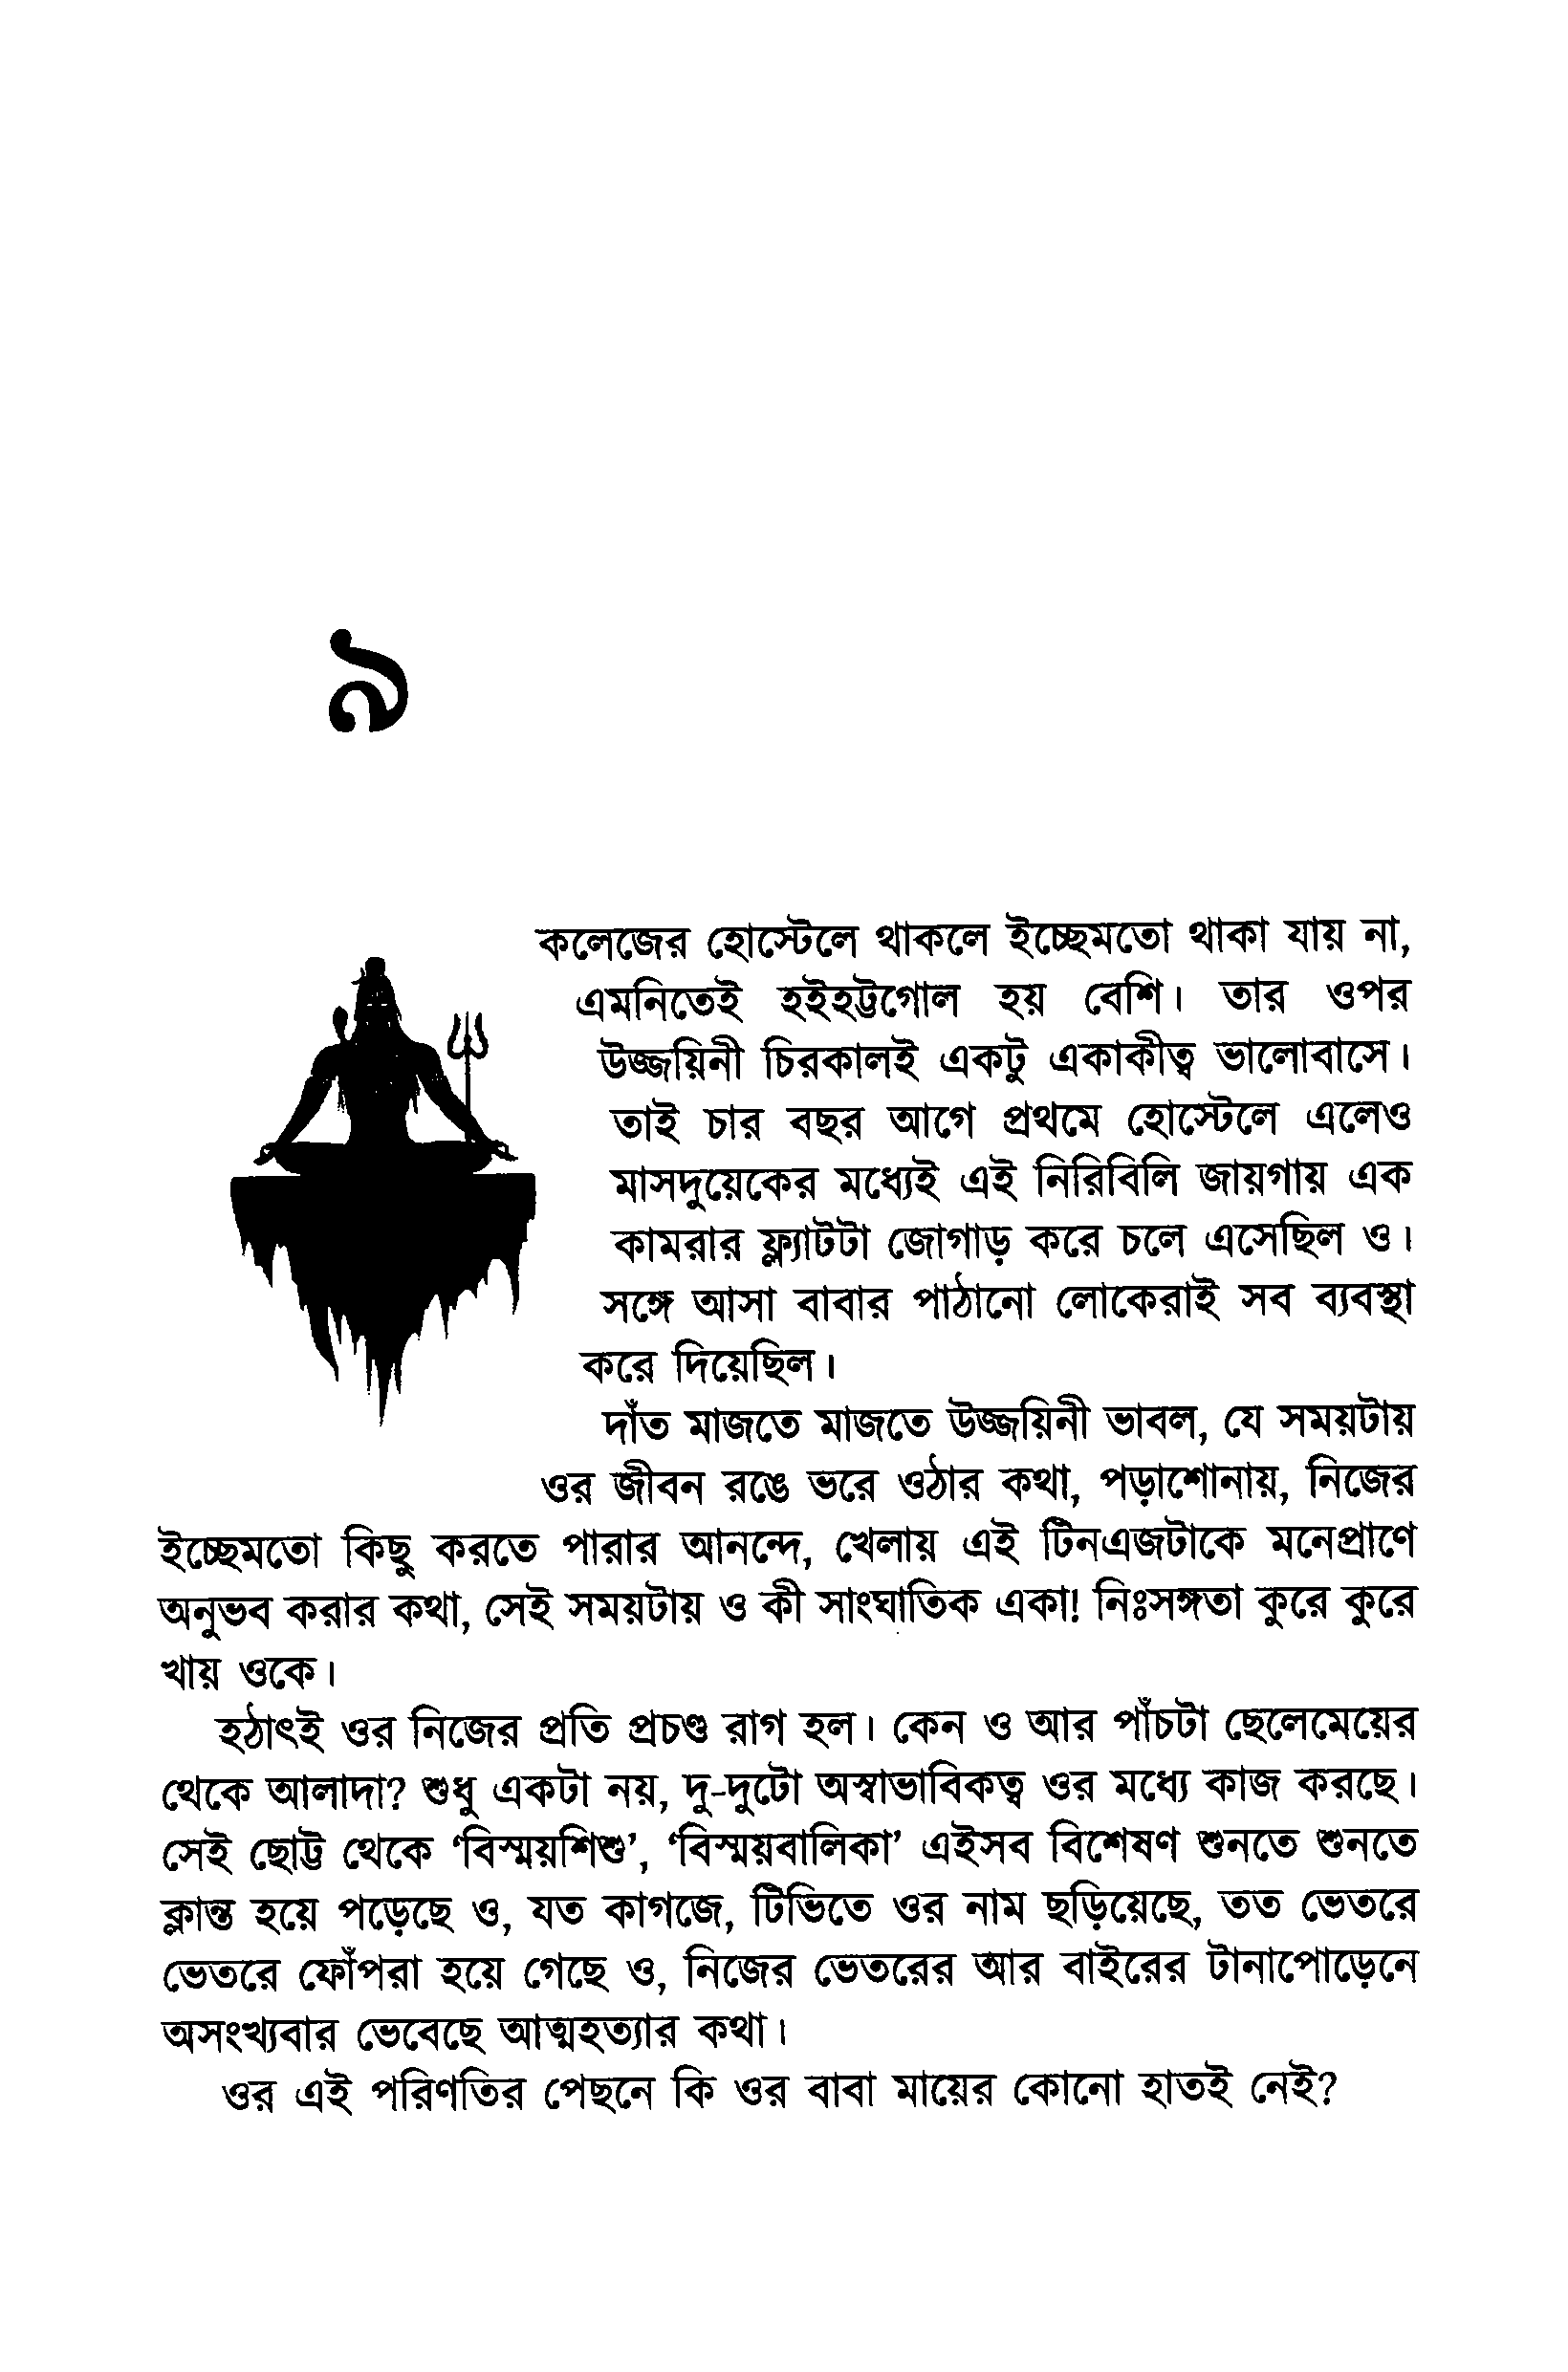 ৯
কলেজের হোস্টেলে থাকলে ইচ্ছেমতো থাকা যায় না,
এমনিতেই হইহট্টগোল হয় বেশি। তার ওপর
উজ্জয়িনী চিরকালই একটু একাকীত্ব ভালোবাসে।
তাই চার বছর আগে প্রথমে হোস্টেলে এলেও
মাসদুয়েকের মধ্যেই এই নিরিবিলি জায়গায় এক
কামরার ফ্ল্যাটটা জোগাড় করে চলে এসেছিল ও।
সঙ্গে আসা বাবার পাঠানো লোকেরাই সব ব্যবস্থা
করে দিয়েছিল।
দাঁত মাজতে মাজতে উজ্জয়িনী ভাবল, যে সময়টায়
ওর জীবন রঙে ভরে ওঠার কথা, পড়াশোনায়, নিজের
ইচ্ছেমতো কিছু করতে পারার আনন্দে, খেলায় এই টিনএজটাকে মনেপ্রাণে
অনুভব করার কথা, সেই সময়টায় ও কী সাংঘাতিক একা! নিঃসঙ্গতা কুরে কুরে
খায় ওকে।
হঠাৎই ওর নিজের প্রতি প্রচণ্ড রাগ হল। কেন ও আর পাঁচটা ছেলেমেয়ের
থেকে আলাদা? শুধু একটা নয়, দু-দুটো অস্বাভাবিকত্ব ওর মধ্যে কাজ করছে।
সেই ছোট্ট থেকে ‘বিস্ময়শিশু’, ‘বিস্ময়বালিকা’ এইসব বিশেষণ শুনতে শুনতে
ক্লান্ত হয়ে পড়েছে ও, যত কাগজে, টিভিতে ওর নাম ছড়িয়েছে, তত ভেতরে
ভেতরে ফোঁপরা হয়ে গেছে ও, নিজের ভেতরের আর বাইরের টানাপোড়েনে
অসংখ্যবার ভেবেছে আত্মহত্যার কথা।
ওর এই পরিণতির পেছনে কি ওর বাবা মায়ের কোনো হাতই নেই?